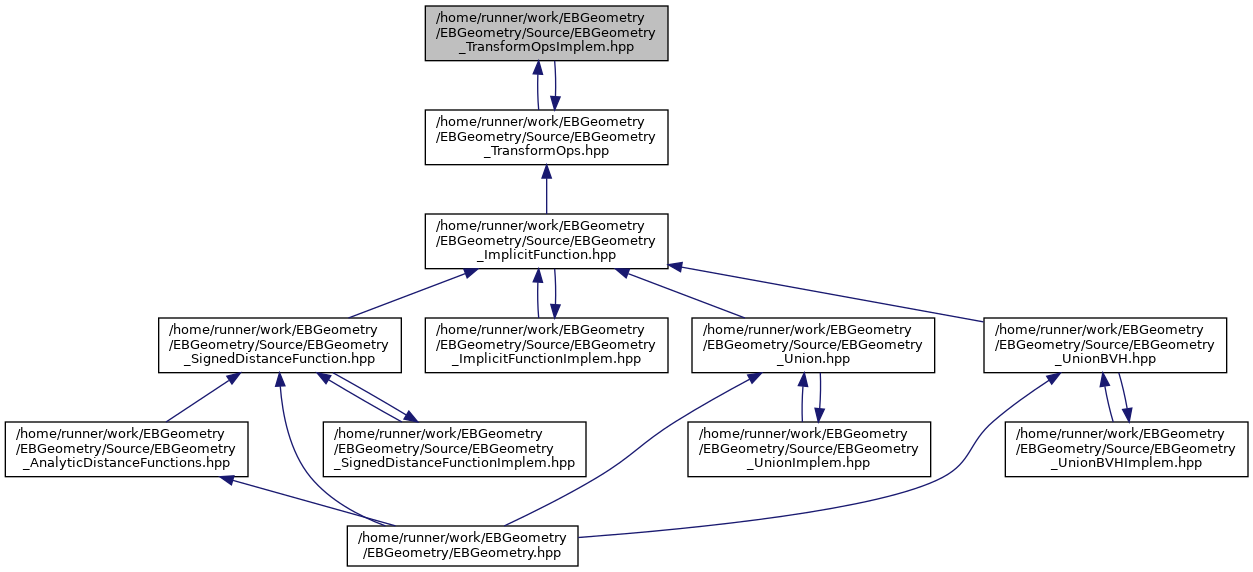 /home/runner/work/EBGeometry
/EBGeometry/Source/EBGeometry
_TransformOpsImplem.hpp
/home/runner/work/EBGeometry
/EBGeometry/Source/EBGeometry
_TransformOps.hpp
/home/runner/work/EBGeometry
/EBGeometry/Source/EBGeometry
_ImplicitFunction.hpp
/home/runner/work/EBGeometry
/EBGeometry/Source/EBGeometry
_SignedDistanceFunction.hpp
/home/runner/work/EBGeometry
/EBGeometry/Source/EBGeometry
_ImplicitFunctionImplem.hpp
/home/runner/work/EBGeometry
/EBGeometry/Source/EBGeometry
_Union.hpp
/home/runner/work/EBGeometry
/EBGeometry/Source/EBGeometry
_UnionBVH.hpp
/home/runner/work/EBGeometry
/EBGeometry/Source/EBGeometry
_AnalyticDistanceFunctions.hpp
/home/runner/work/EBGeometry
/EBGeometry/Source/EBGeometry
_SignedDistanceFunctionImplem.hpp
/home/runner/work/EBGeometry
/EBGeometry/Source/EBGeometry
_UnionImplem.hpp
/home/runner/work/EBGeometry
/EBGeometry/Source/EBGeometry
_UnionBVHImplem.hpp
/home/runner/work/EBGeometry
/EBGeometry/EBGeometry.hpp